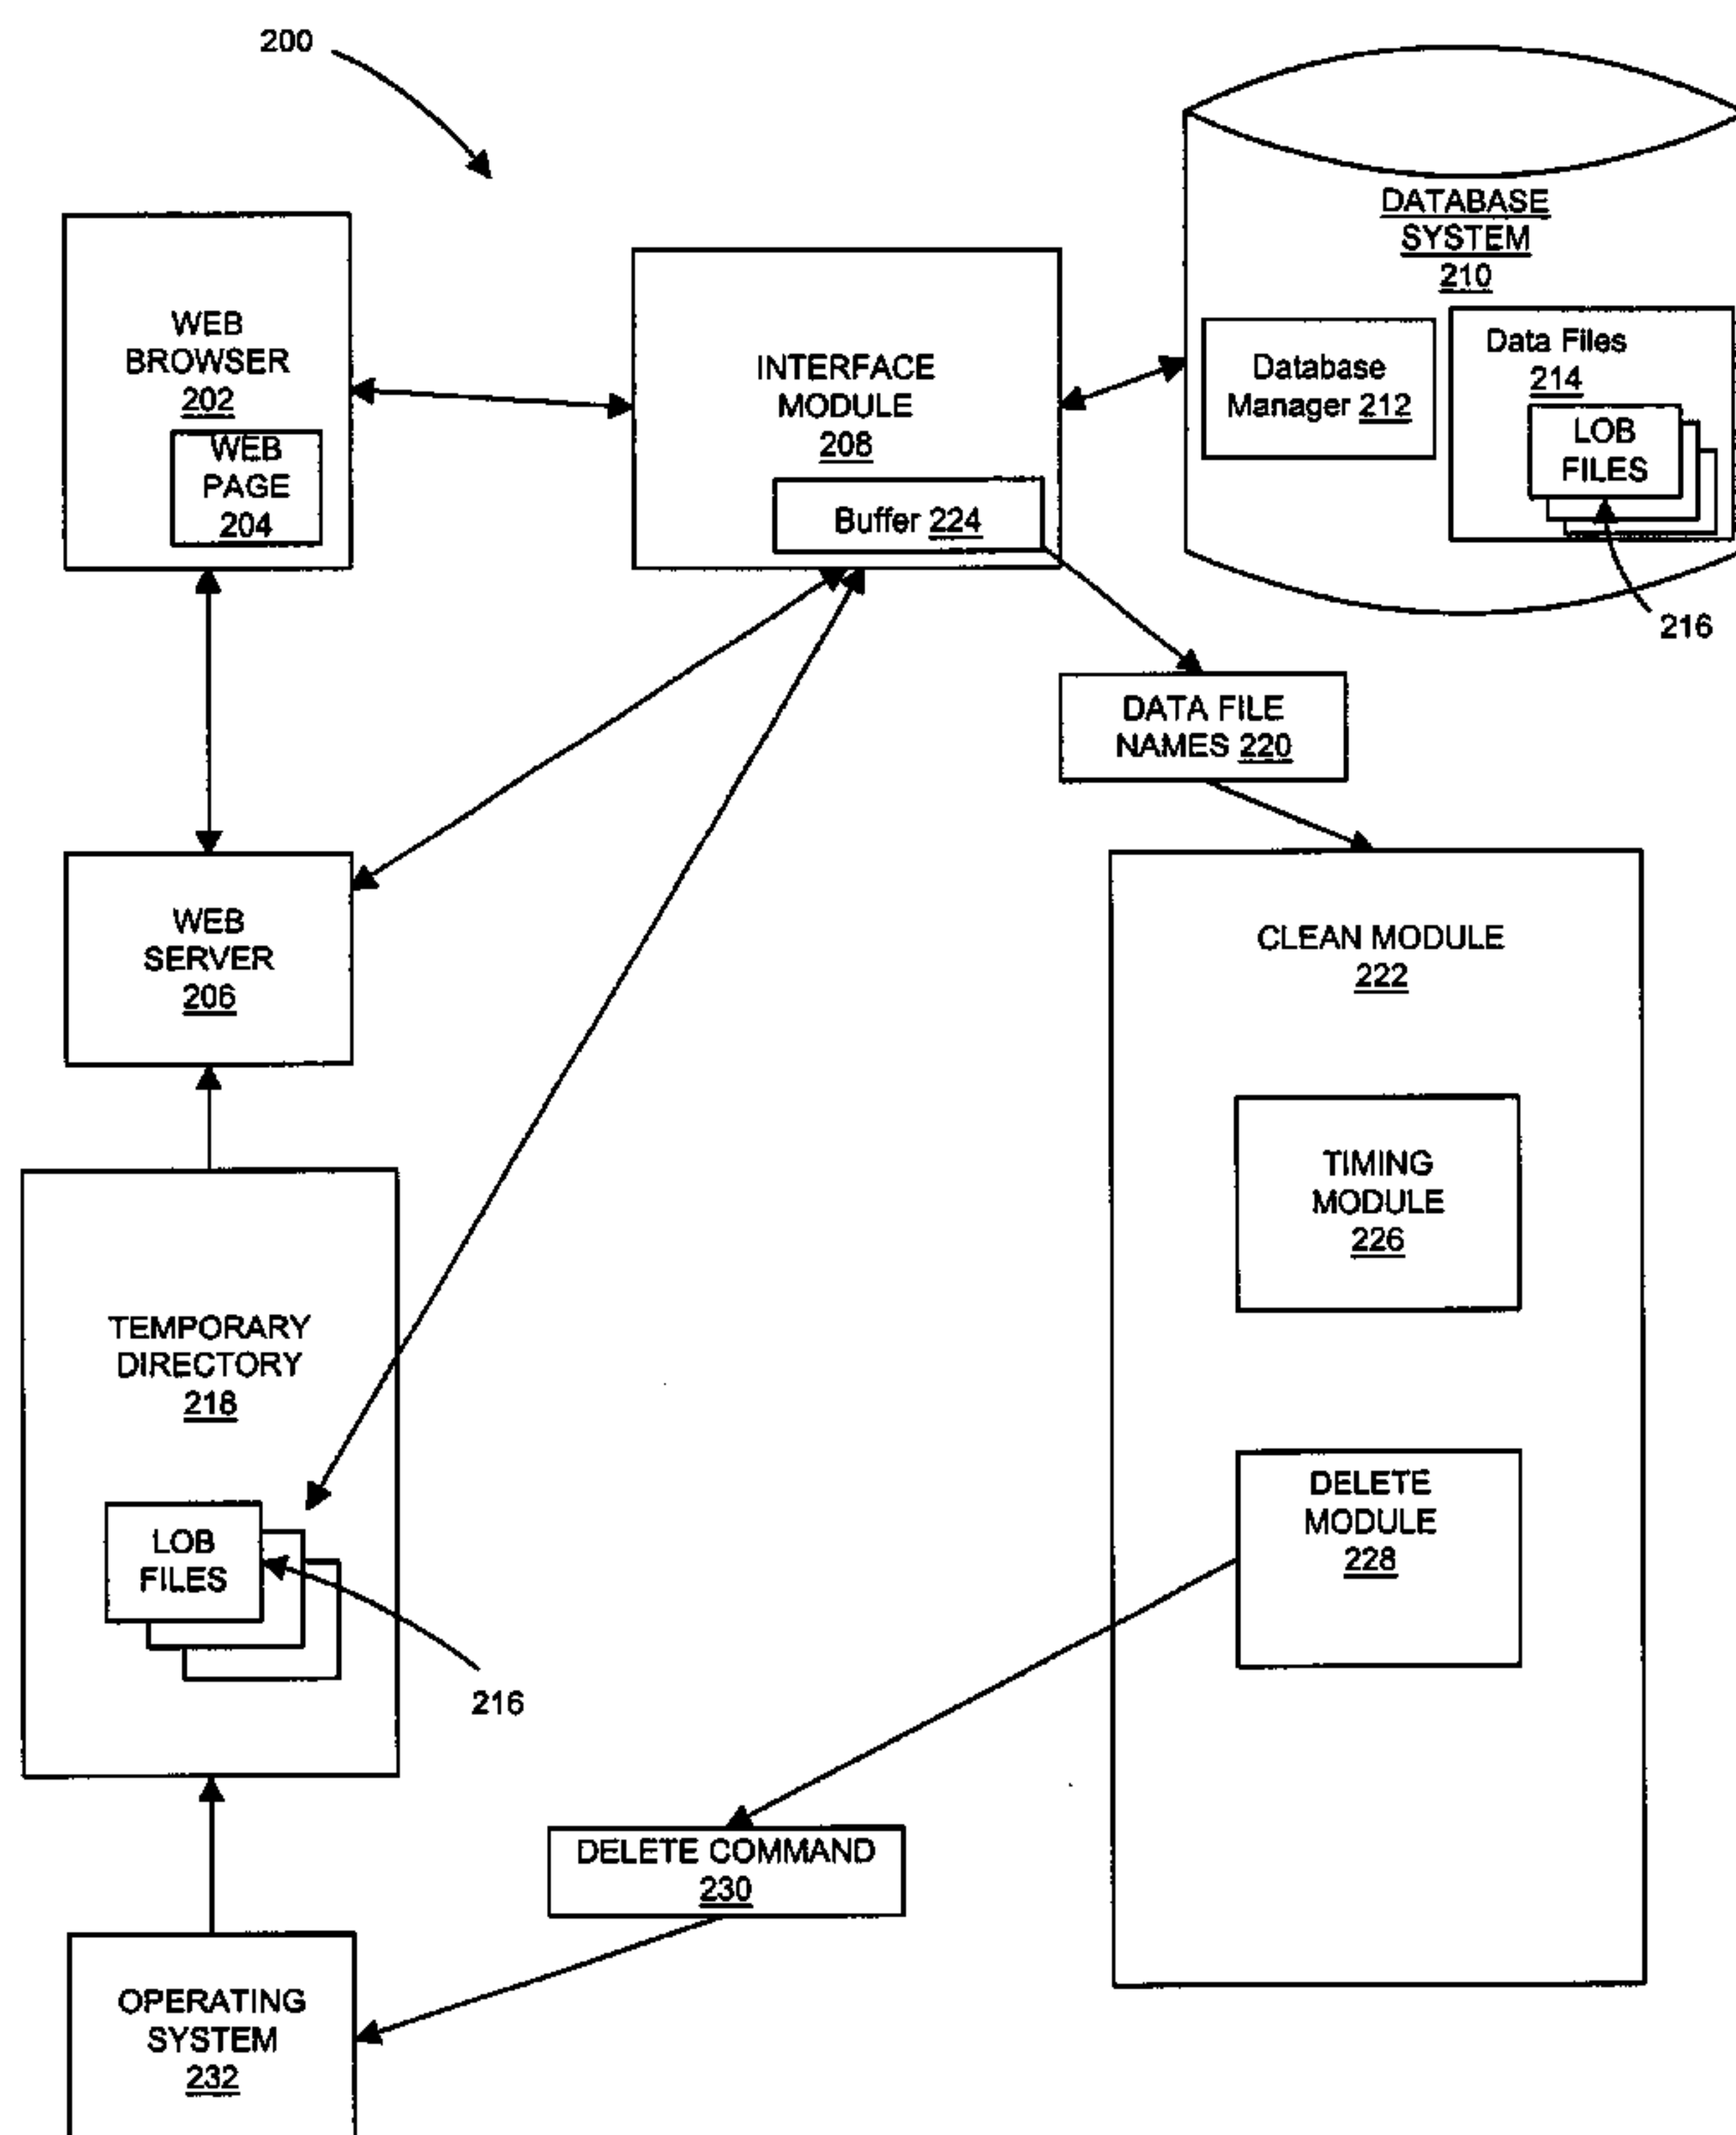 200
DATABASE
SYSTEM
210
WEB
BROWSER
202
WEB
PAGE
204
INTERFACE
MODULE
208
Buffer 224
Database
Manager 212
Data Files
214
LOB
FILES
216
DATA FILE
NAMES 220
WEB
SERVER
206
CLEAN MODULE
222
TIMING
MODULE
226
TEMPORARY
DIRECTORY
218
LOB
FILES
216
DELETE
MODULE
228
DELETE COMMAND
230
OPERATING
SYSTEM
232